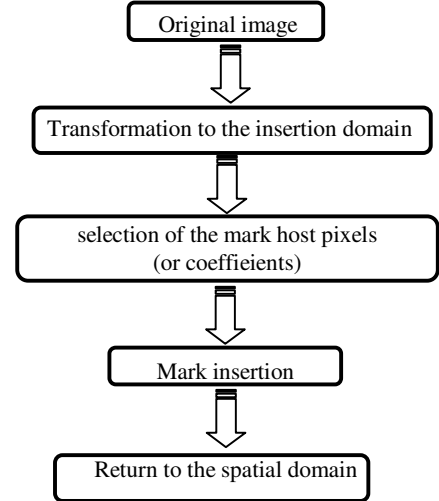 Original image
Transformation to the insertion domain
selection of the mark host pixels
(or coeffieients)
Mark insertion
Return to the spatial domain